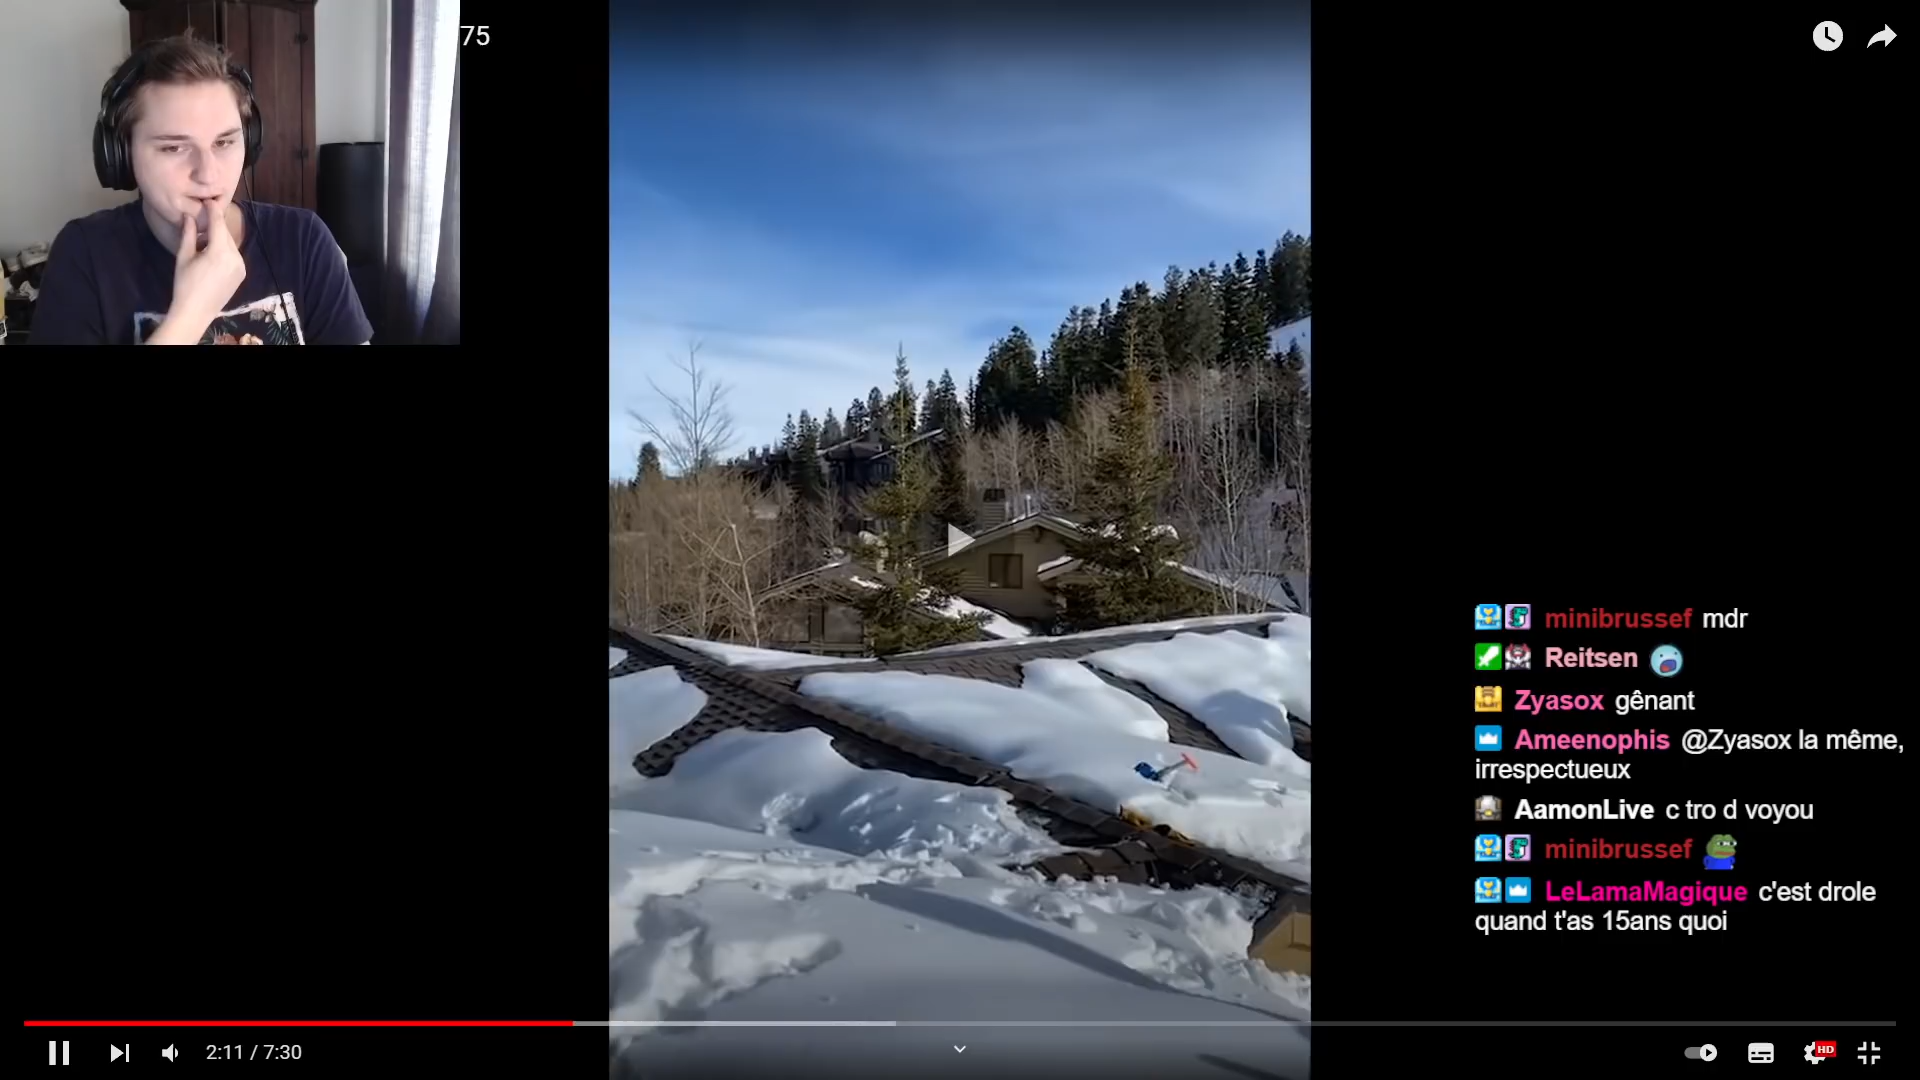 75
minibrussef mdr
Reitsen
Zyasox gênant
Ameenophis @Zyasox la même,
irrespectueux
AamonLive c tro d voyou
minibrussef
LeLamaMagique c'est drole
quand t'as 15ans quoi
2:11 / 7:30
HD